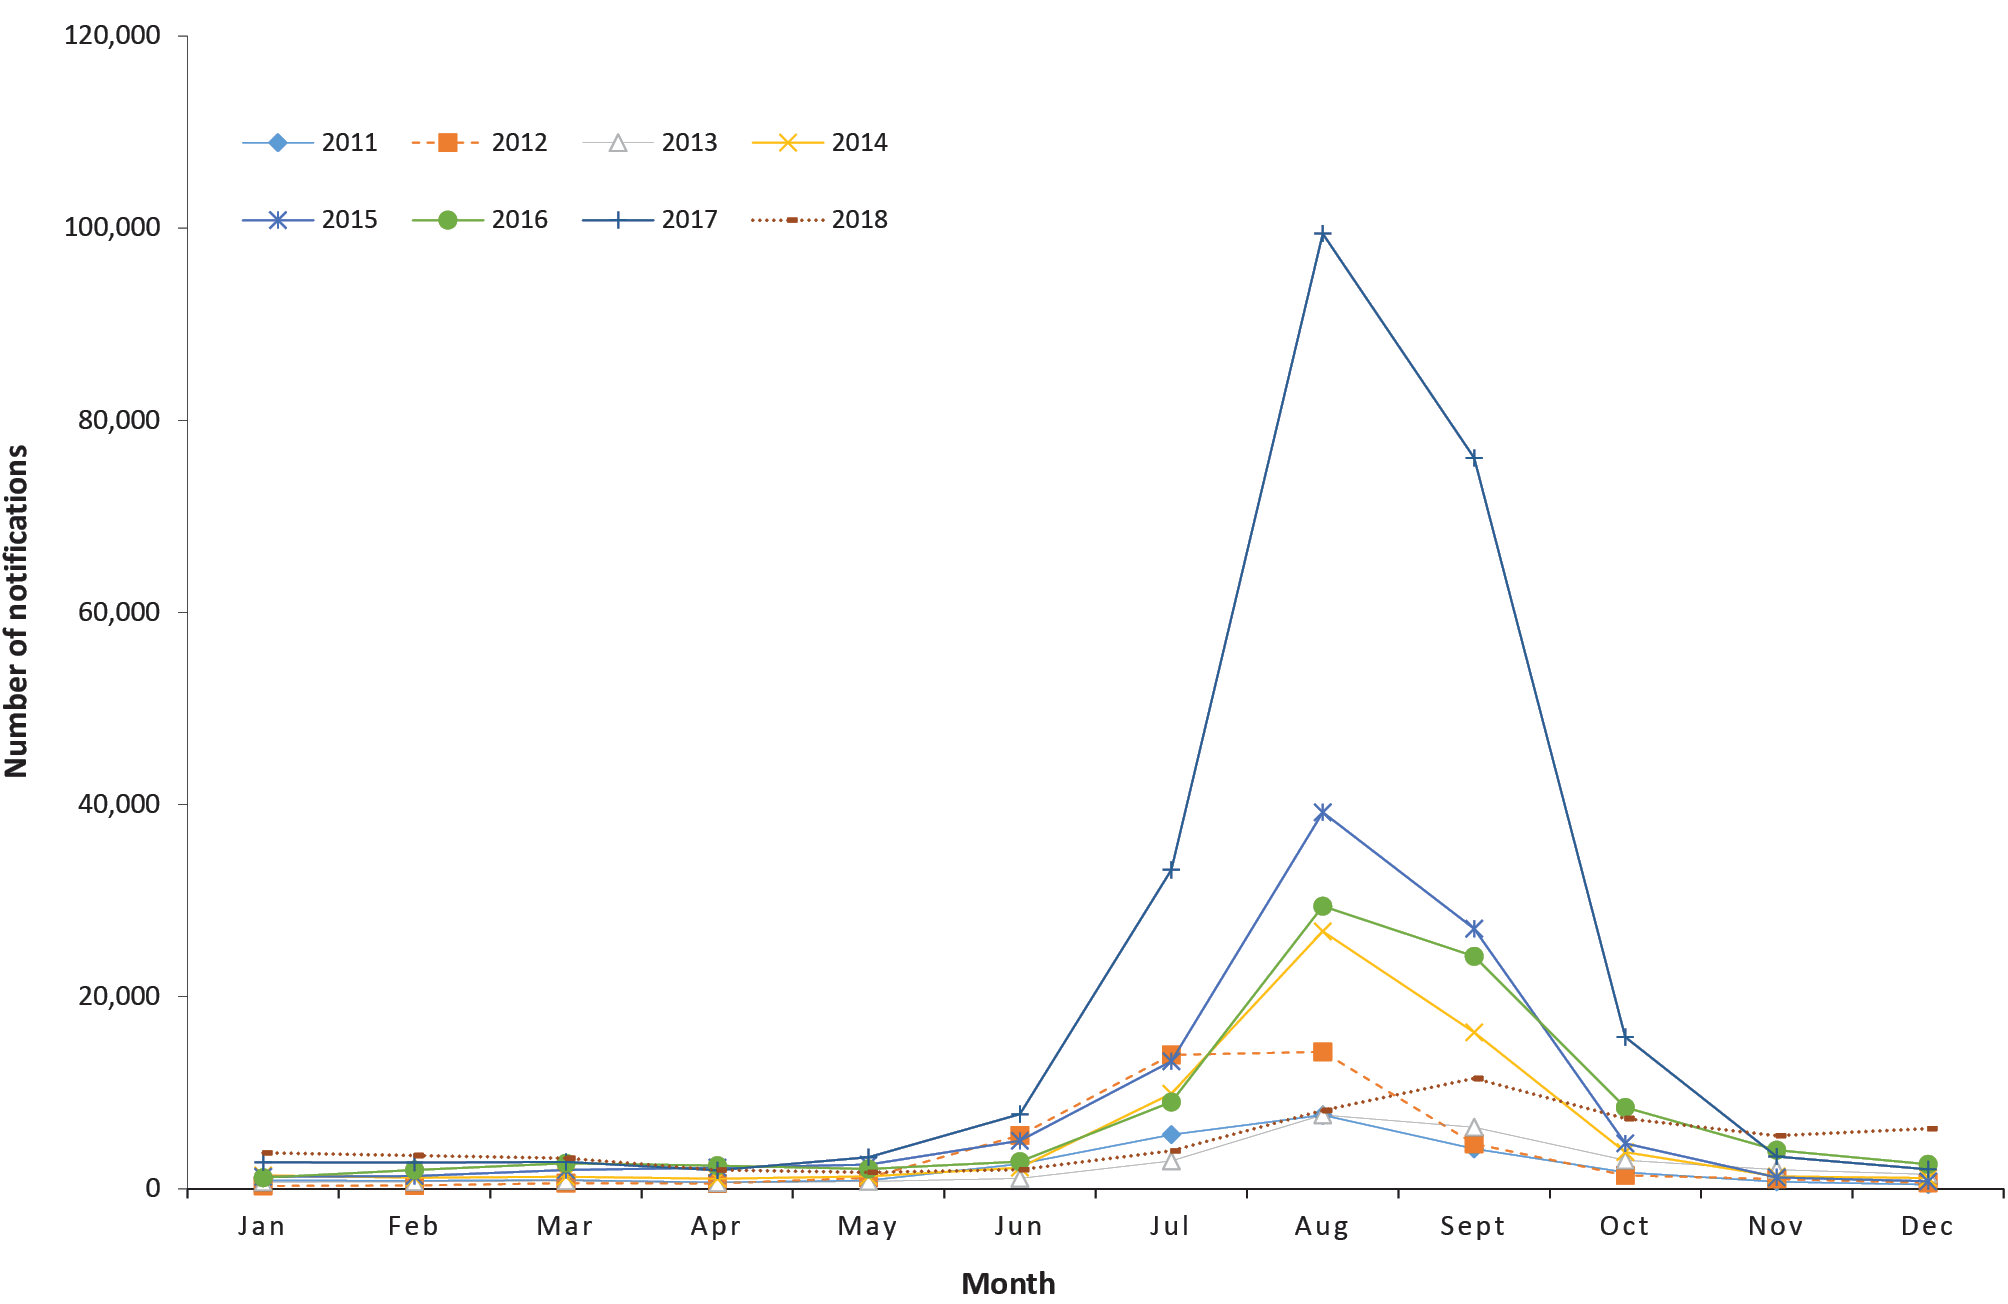 120,000
100,000
80,000
60,000
40,000
20,000
0
Number of notifications
2011 2012 2013 2014
2015 2016 2017 2018
Jan Feb Mar Apr May Jun Jul Aug Sept Oct Nov Dec
Month